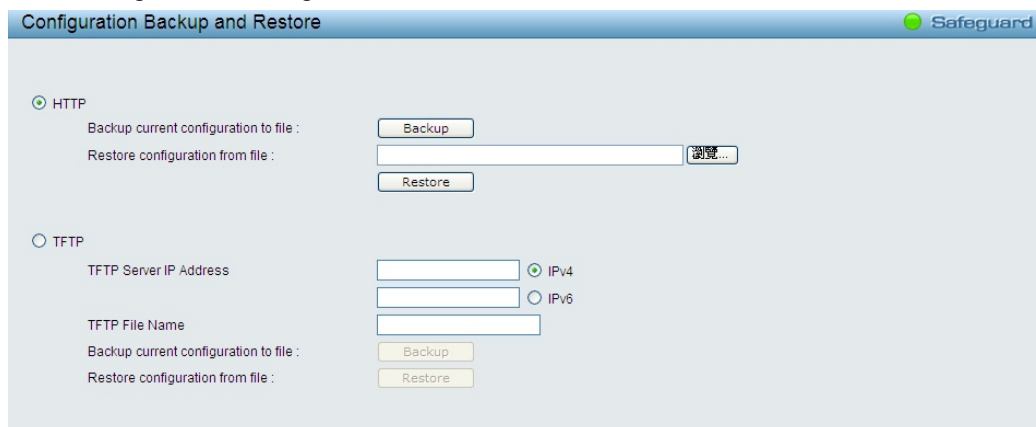 Configuration Backup and Restore
Safeguard
HTTP
Backup current configuration to file :
Backup
Restore configuration from file :
瀏覽...
Restore
TFTP
TFTP Server IP Address
IPv4
IPv6
TFTP File Name
Backup current configuration to file :
Backup
Restore configuration from file :
Restore